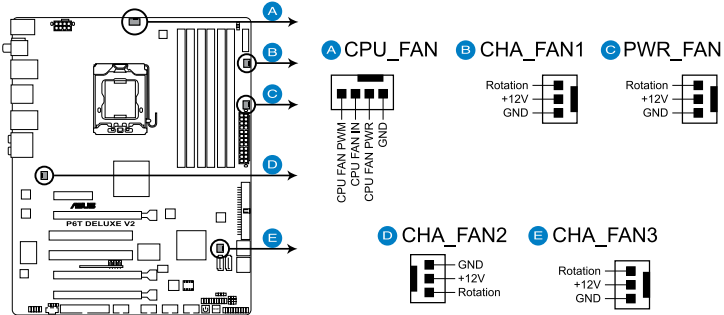 A
B
C
D
E
/SUS
P6T DELUXE V2
A CPU_FAN
CPU FAN PWM
CPU FAN IN
CPU FAN PWR
GND
B CHA_FAN1
Rotation
+12V
GND
C PWR_FAN
Rotation
+12V
GND
D CHA_FAN2
GND
+12V
Rotation
E CHA_FAN3
Rotation
+12V
GND